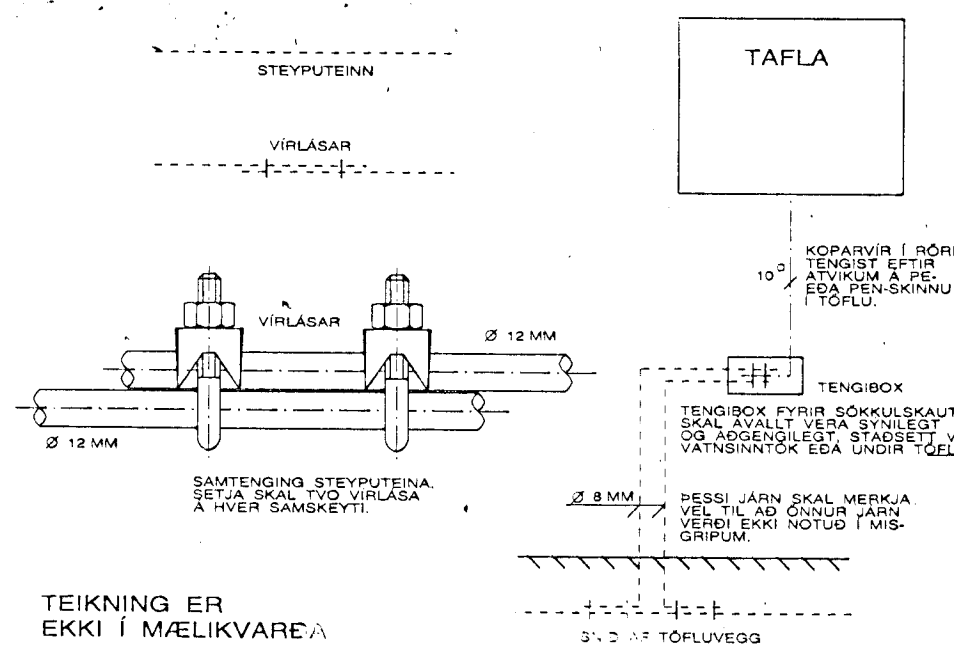 STEYPUTEINN
VÍRLÁSAR
VÍRLÁSAR
Ø 12 MM
Ø 12 MM
SAMTENGING STEYPUTEINA.
SETJA SKAL TVO VÍRLÁSA
Á HVER SAMSKEYTI.
TEIKNING ER
EKKI Í MÆLIKVARÐA
TAFLA
KOPARVÍR Í RÖRI
TENGIST EFTIR
ATVIKUM Á PE-
EÐA PEN-SKINNU
Í TÖFLU.
10
TENGIBOX
TENGIBOX FYRIR SÖKKULSKAUT
SKAL ÁVALLT VERA SÝNILEGT
OG AÐGENGILEGT, STAÐSETT
VATNSINNTÖK EÐA UNDIR
Ø 8 MM
ÞESSI JÁRN SKAL MERKJA
VEL TIL AÐ ÖNNUR JÁRN
VERÐI EKKI NOTUÐ Í MIS-
GRIPUM.
TÖFLUVEGG